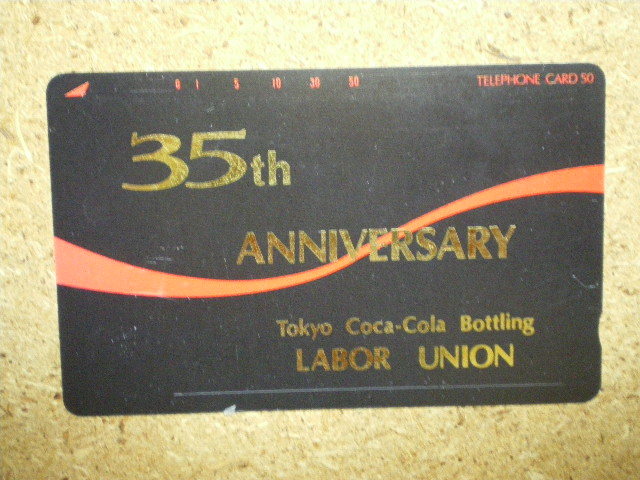 0 1 5 10 30 50 TELEPHONE CARD 50
35th
ANNIVERSARY
Tokyo Coca-Cola Bottling
LABOR UNION